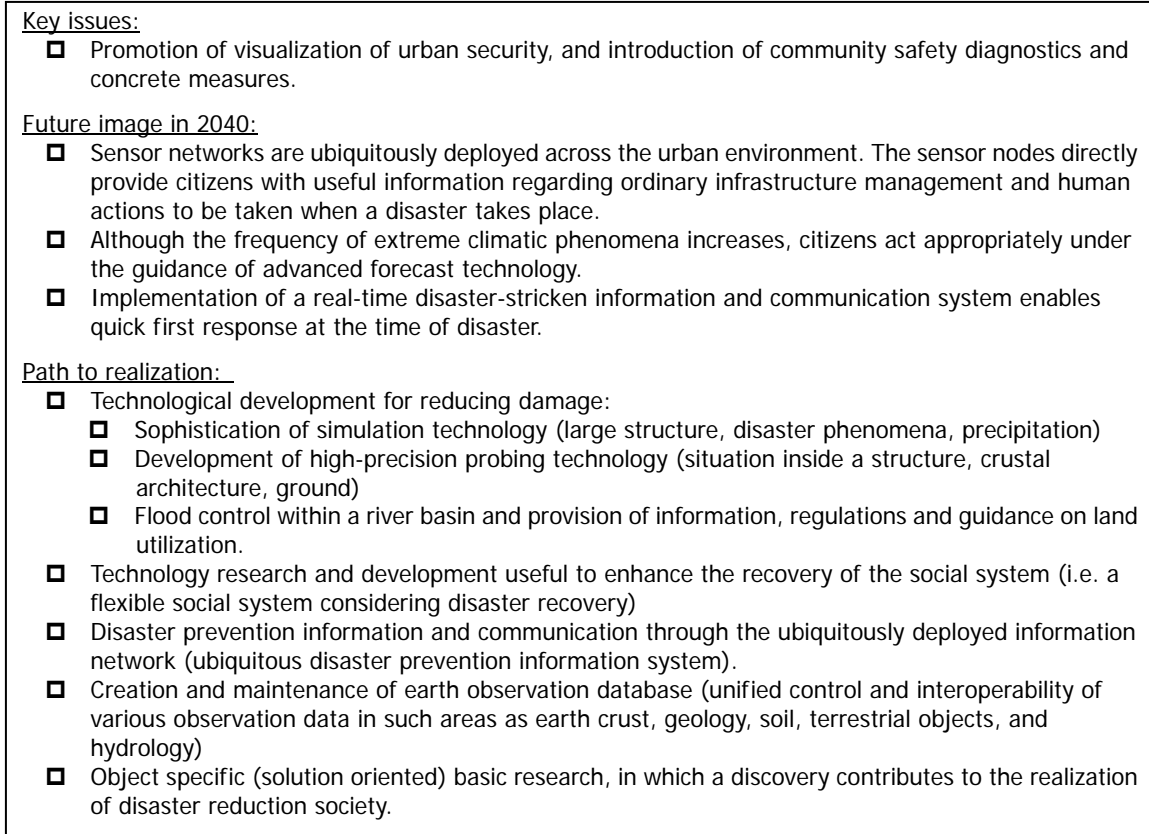 Key issues:
Promotion of visualization of urban security, and introduction of community safety diagnostics and
concrete measures.
Future image in 2040:
Sensor networks are ubiquitously deployed across the urban environment. The sensor nodes directly
provide citizens with useful information regarding ordinary infrastructure management and human
actions to be taken when a disaster takes place.
Although the frequency of extreme climatic phenomena increases, citizens act appropriately under
the guidance of advanced forecast technology.
Implementation of a real-time disaster-stricken information and communication system enables
quick first response at the time of disaster.
Path to realization:
Technological development for reducing damage:
Sophistication of simulation technology (large structure, disaster phenomena, precipitation)
Development of high-precision probing technology (situation inside a structure, crustal
architecture, ground)
Flood control within a river basin and provision of information, regulations and guidance on land
utilization.
Technology research and development useful to enhance the recovery of the social system (i.e. a
flexible social system considering disaster recovery)
Disaster prevention information and communication through the ubiquitously deployed information
network (ubiquitous disaster prevention information system).
Creation and maintenance of earth observation database (unified control and interoperability of
various observation data in such areas as earth crust, geology, soil, terrestrial objects, and
hydrology)
Object specific (solution oriented) basic research, in which a discovery contributes to the realization
of disaster reduction society.